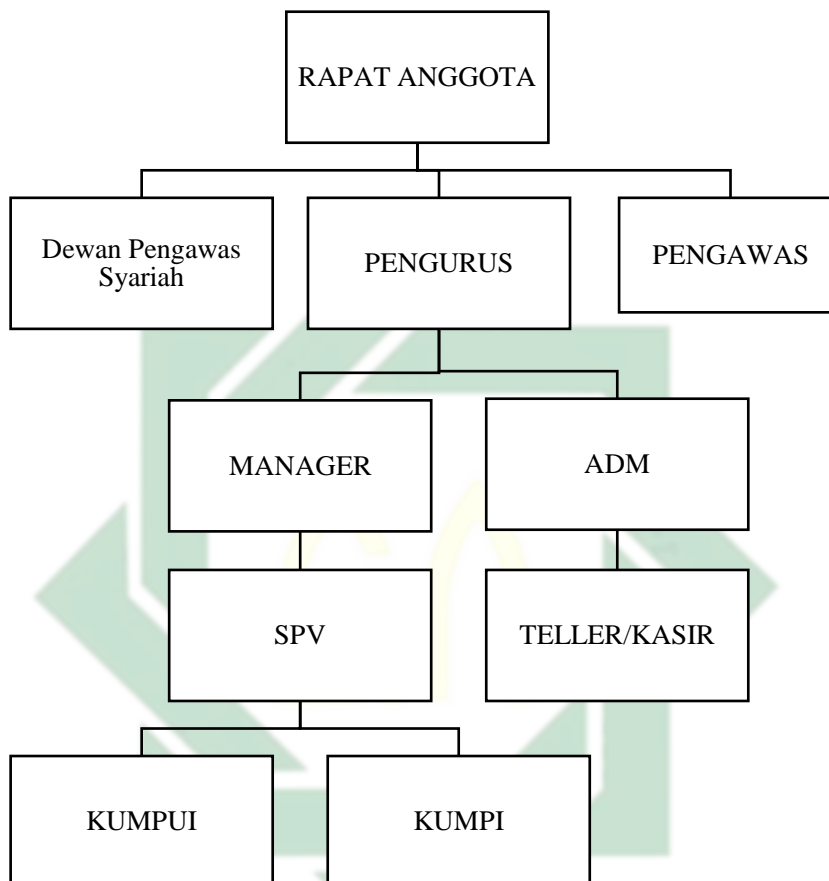 RAPAT ANGGOTA
Dewan Pengawas
Syariah
PENGURUS
PENGAWAS
MANAGER
ADM
SPV
TELLER/KASIR
KUMPUI
KUMPI